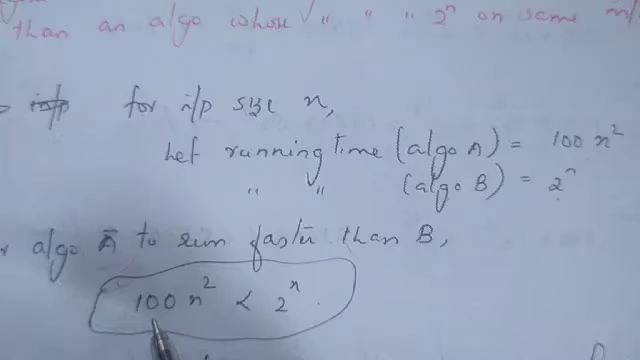 than an algo whose " " " 2ⁿ on same m/
for i/p size n,
Let running time (algo A) = 100 n²
" " (algo B) = 2ⁿ
algo A to run faster than B,
100 n² < 2ⁿ